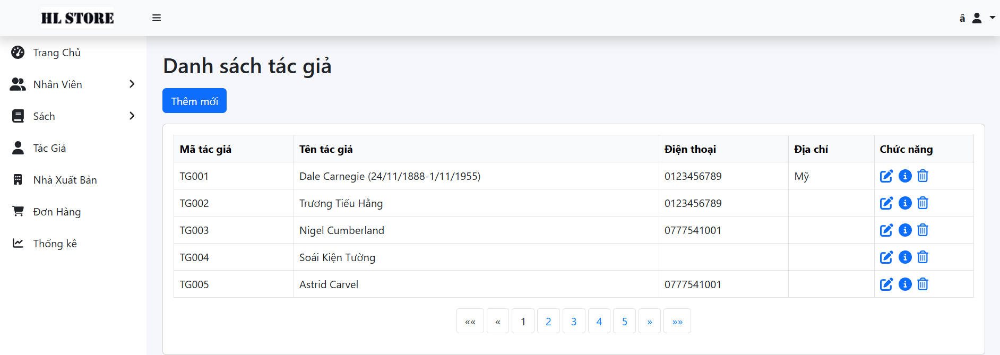 HL STORE
â
Trang Chủ
Nhân Viên
Sách
Tác Giả
Nhà Xuất Bản
Đơn Hàng
Thống kê
Danh sách tác giả
Thêm mới
Mã tác giả Tên tác giả Điện thoại Địa chỉ Chức năng
TG001 Dale Carnegie (24/11/1888-1/11/1955) 0123456789 Mỹ
TG002 Trương Tiếu Hằng 0123456789
TG003 Nigel Cumberland 0777541001
TG004 Soái Kiện Tường
TG005 Astrid Carvel 0777541001
«« « 1 2 3 4 5 » »»